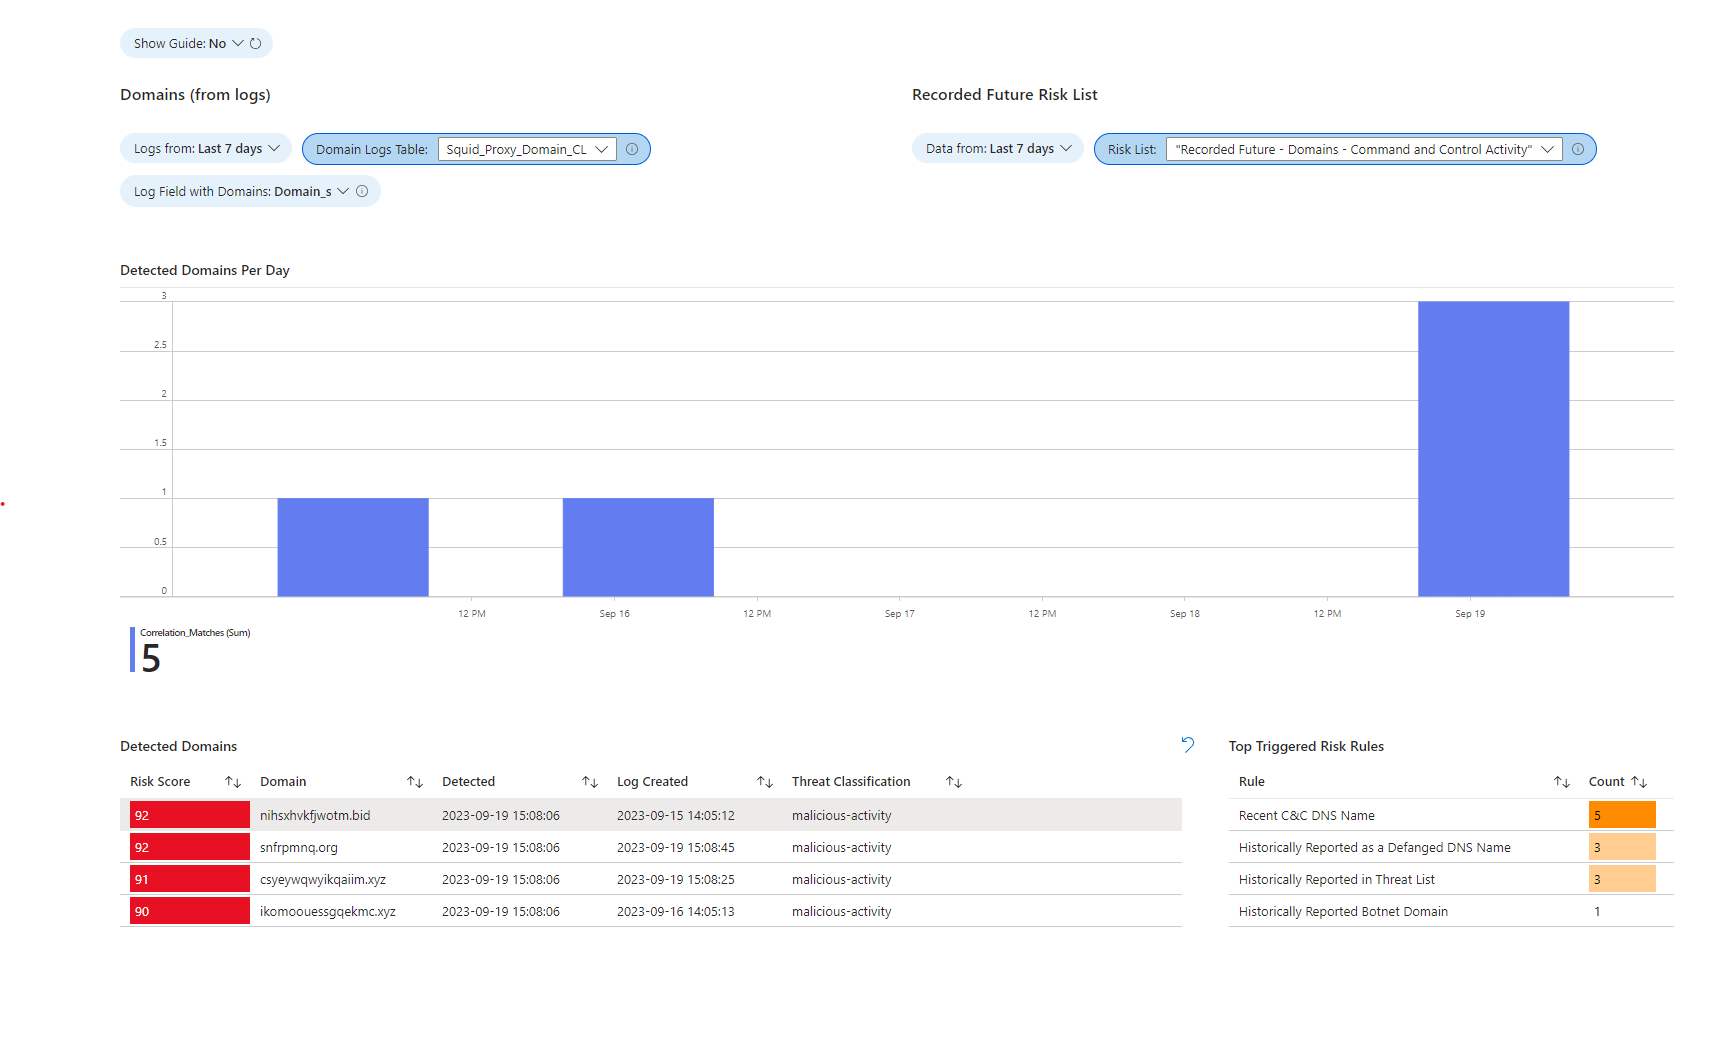 Show Guide: No
Domains (from logs)
Recorded Future Risk List
Logs from: Last 7 days
Domain Logs Table: Squid_Proxy_Domain_CL
Data from: Last 7 days
Risk List: "Recorded Future - Domains - Command and Control Activity"
Log Field with Domains: Domain_s
Detected Domains Per Day
3
2.5
2
1.5
1
0.5
0
12 PM Sep 16 12 PM Sep 17 12 PM Sep 18 12 PM Sep 19
Correlation_Matches (Sum)
5
Detected Domains
Risk Score Domain Detected Log Created Threat Classification
92 nihsxhvkfjwotm.bid 2023-09-19 15:08:06 2023-09-15 14:05:12 malicious-activity
92 snfrpmnq.org 2023-09-19 15:08:06 2023-09-19 15:08:45 malicious-activity
91 csyeywqwyikqaiim.xyz 2023-09-19 15:08:06 2023-09-19 15:08:25 malicious-activity
90 ikomoouessgqekmc.xyz 2023-09-19 15:08:06 2023-09-16 14:05:13 malicious-activity
Top Triggered Risk Rules
Rule Count
Recent C&C DNS Name 5
Historically Reported as a Defanged DNS Name 3
Historically Reported in Threat List 3
Historically Reported Botnet Domain 1